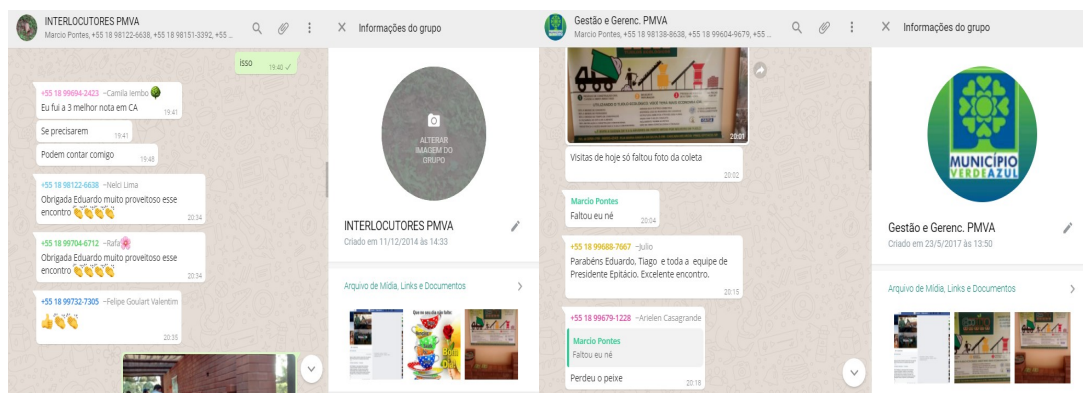 INTERLOCUTORES PMVA
Marcio Pontes, +55 18 98122-6638, +55 18 98151-3392, +55 ...
isso
19:40
+55 18 99694-2423 ~Camila Iembo
Eu fui a 3 melhor nota em CA
19:41
Se precisarem
19:41
Podem contar comigo
19:48
+55 18 98122-6638 ~Nelci Lima
Obrigada Eduardo muito proveitoso esse
encontro
20:34
+55 18 99704-6712 ~Rafa
Obrigada Eduardo muito proveitoso esse
encontro
20:34
+55 18 99732-7305 ~Felipe Goulart Valentim
20:35
Informações do grupo
ALTERAR
IMAGEM DO
GRUPO
INTERLOCUTORES PMVA
Criado em 11/12/2014 às 14:33
Arquivo de Mídia, Links e Documentos
Bom
Dia
Gestão e Gerenc. PMVA
Marcio Pontes, +55 18 98138-8638, +55 18 99604-9679, +55 ...
20:01
Visitas de hoje só faltou foto da coleta
20:02
Marcio Pontes
Faltou eu né
20:04
+55 18 99688-7667 ~Julio
Parabéns Eduardo, Tiago e toda a equipe de
Presidente Epitácio. Excelente encontro.
20:15
+55 18 99679-1228 ~Arielen Casagrande
Marcio Pontes
Faltou eu né
Perdeu o peixe
20:18
Informações do grupo
MUNICÍPIO
VERDEAZUL
Gestão e Gerenc. PMVA
Criado em 23/5/2017 às 13:50
Arquivo de Mídia, Links e Documentos